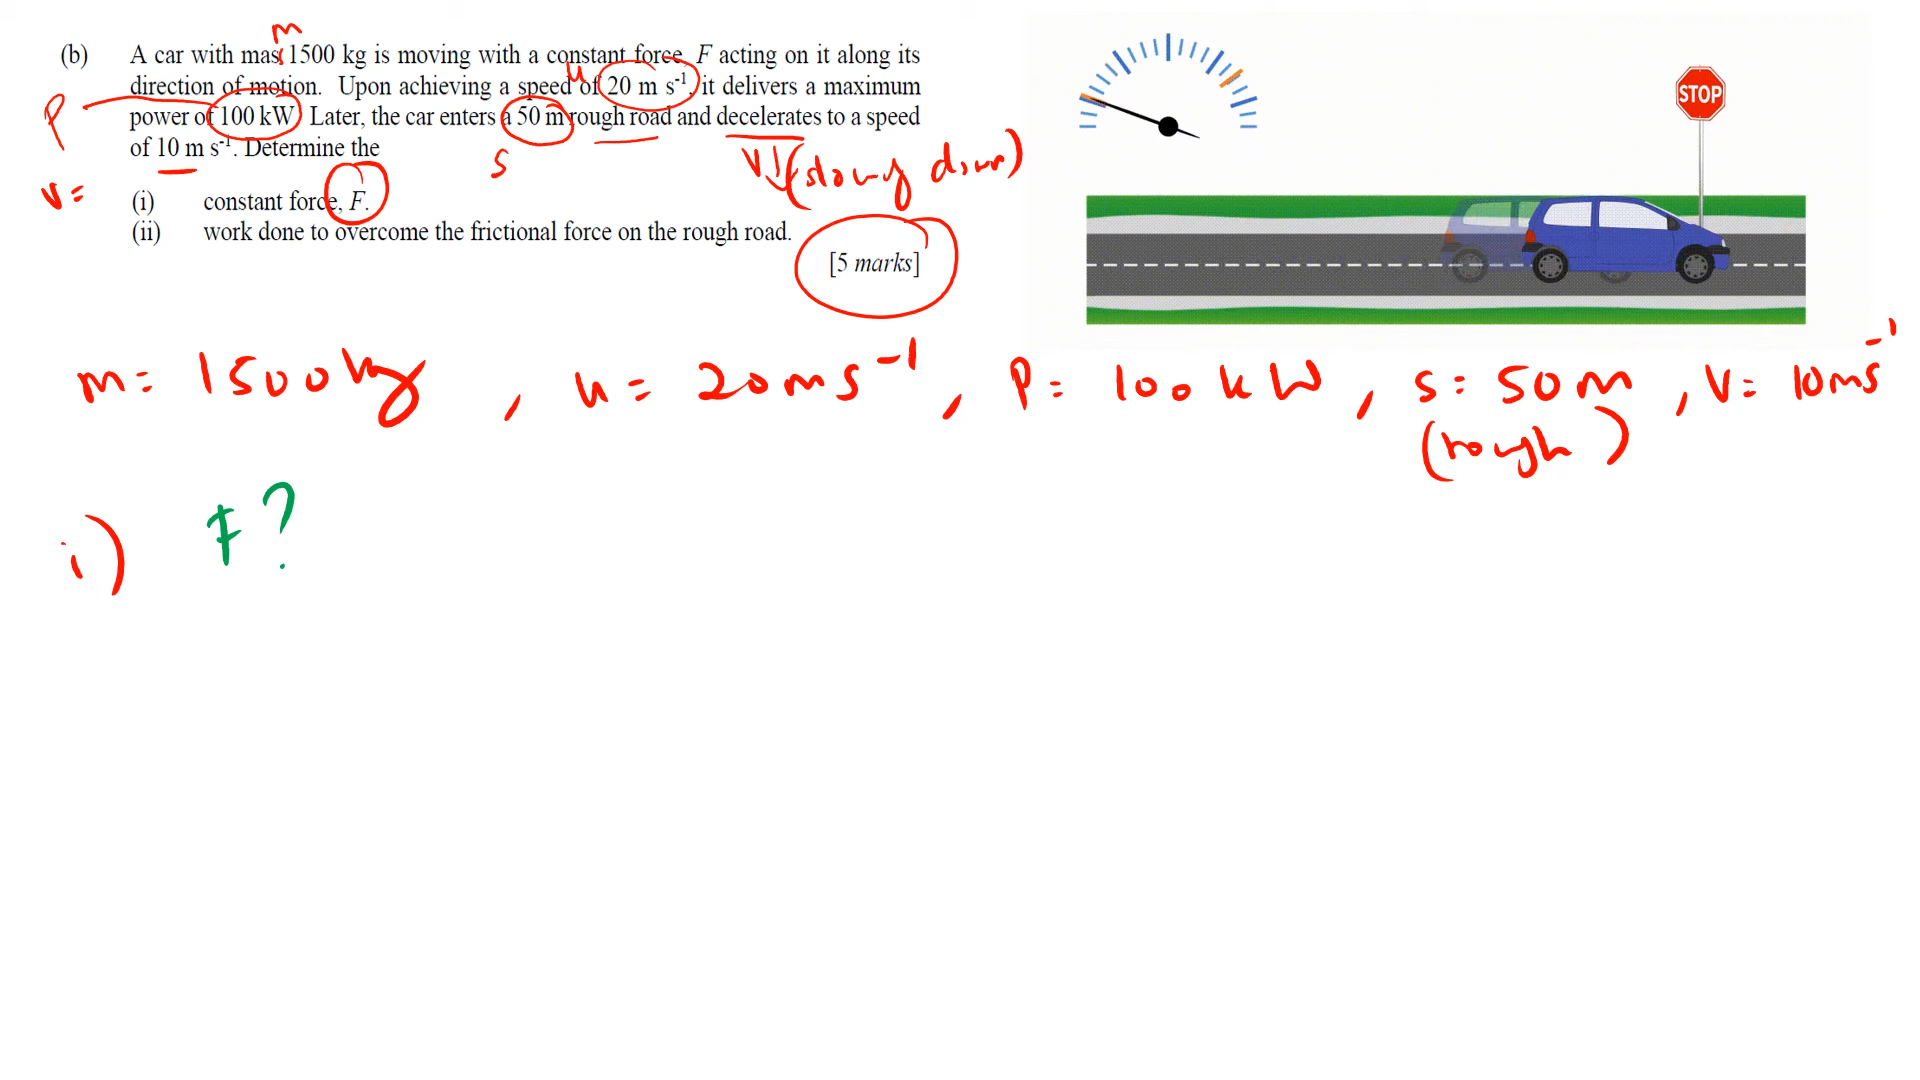 m
(b) A car with mas 1500 kg is moving with a constant force, F acting on it along its
u
direction of motion. Upon achieving a speed of 20 m s⁻¹, it delivers a maximum
P
power of 100 kW. Later, the car enters a 50 m rough road and decelerates to a speed
of 10 m s⁻¹. Determine the
s
V↓ (slowing down)
v=
(i) constant force, F.
(ii) work done to overcome the frictional force on the rough road.
[5 marks]
STOP
m= 1500kg , u= 20ms⁻¹ , P= 100kW , s= 50m , v= 10ms⁻¹
(rough)
i) F?